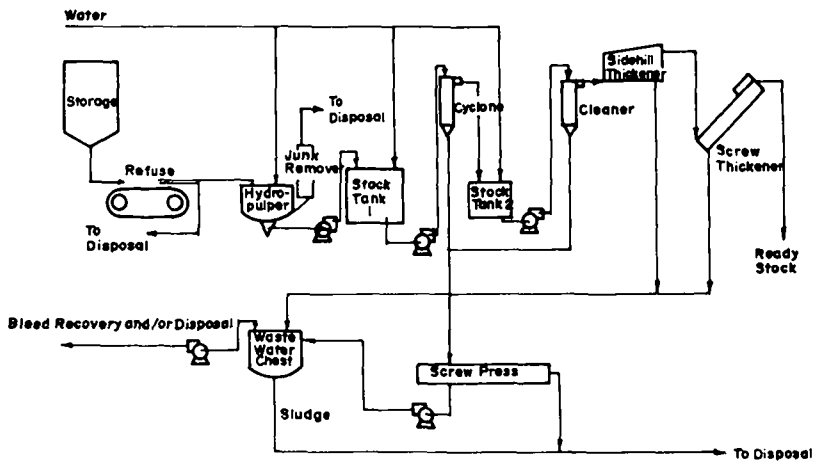 Water
Storage
Refuse
To
Disposal
Hydro-
pulper
Junk
Remover
To
Disposal
Stock
Tank
1
Cyclone
Stock
Tank 2
Cleaner
Sidehill
Thickener
Screw
Thickener
Ready
Stock
Bleed Recovery and/or Disposal
Waste
Water
Chest
Screw Press
Sludge
To Disposal